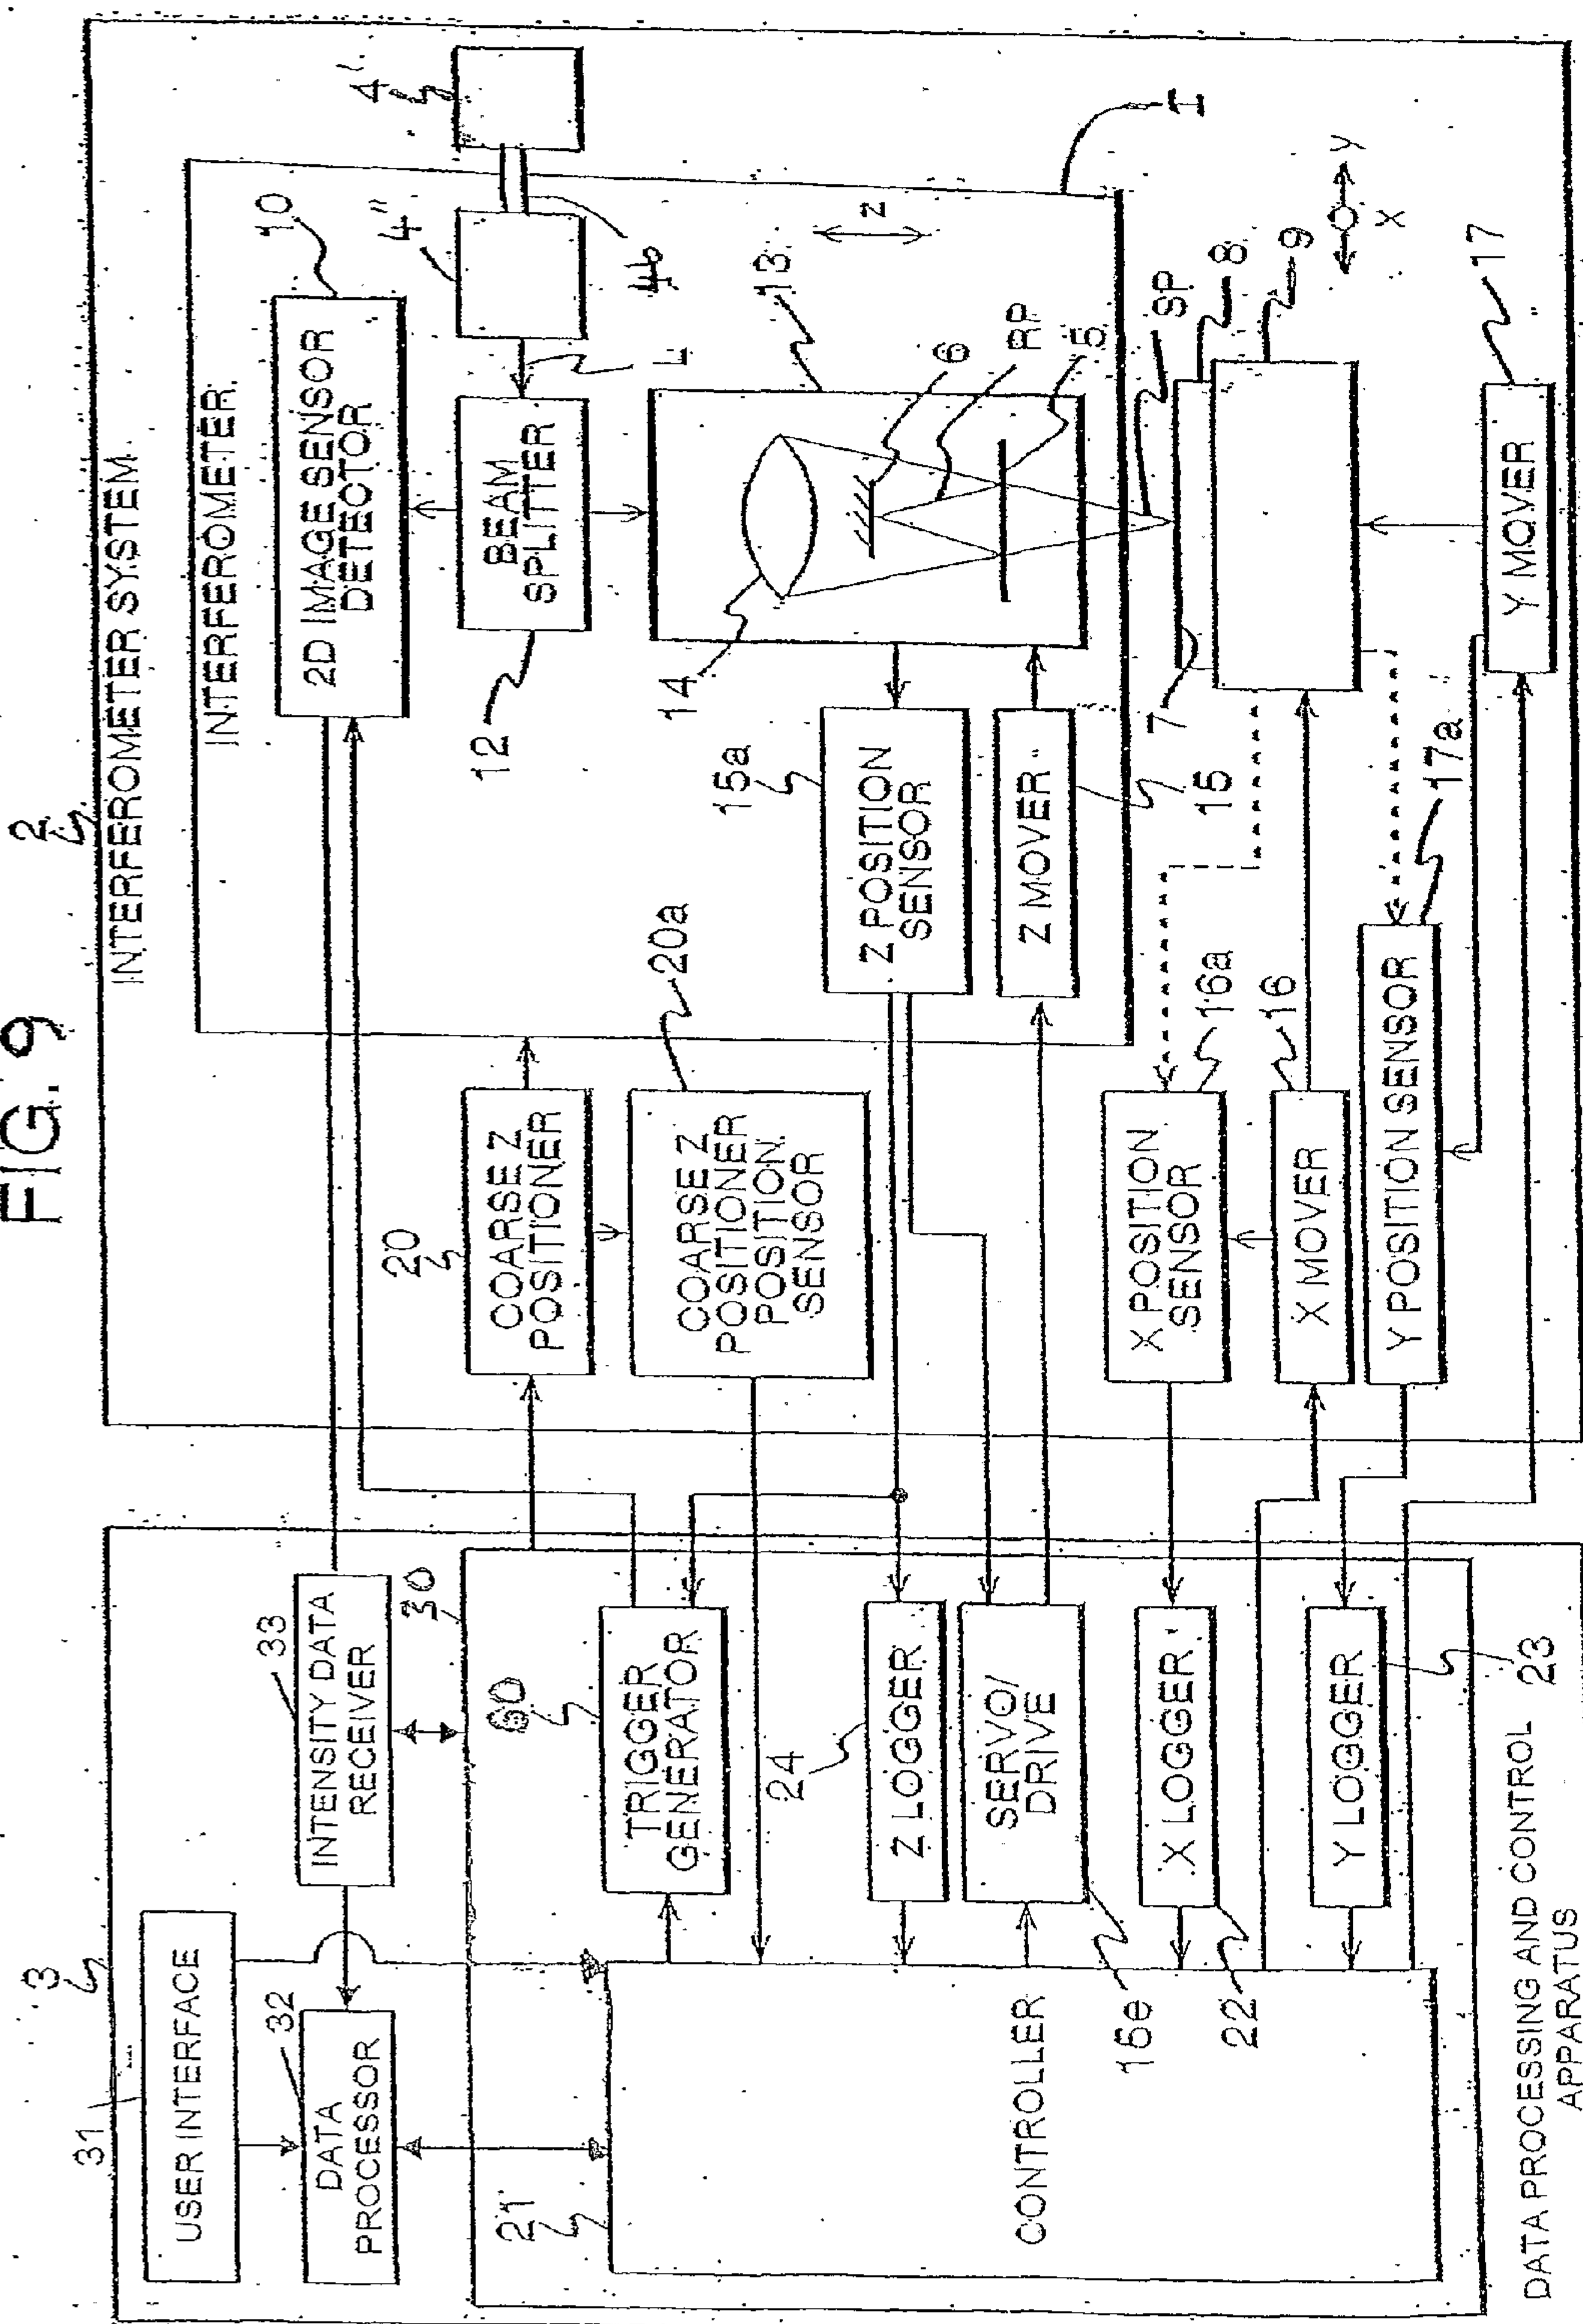 FIG. 9
2
INTERFEROMETER SYSTEM
INTERFEROMETER
10
2D IMAGE SENSOR
DETECTOR
4'
4"
4b
L
BEAM
SPLITTER
12
13
14
6
RP
5
SP
I
z
Y
X
7
8
9
15a
Z POSITION
SENSOR
Z MOVER
15
20
COARSE Z
POSITIONER
20a
COARSE Z
POSITIONER
POSITION
SENSOR
X POSITION
SENSOR
16a
X MOVER
16
Y POSITION SENSOR
17a
Y MOVER
17
3
31
USER INTERFACE
32
DATA
PROCESSOR
33
INTENSITY DATA
RECEIVER
30
60
TRIGGER
GENERATOR
24
Z LOGGER
SERVO/
DRIVE
15e
X LOGGER
22
Y LOGGER
23
21
CONTROLLER
DATA PROCESSING AND CONTROL
APPARATUS